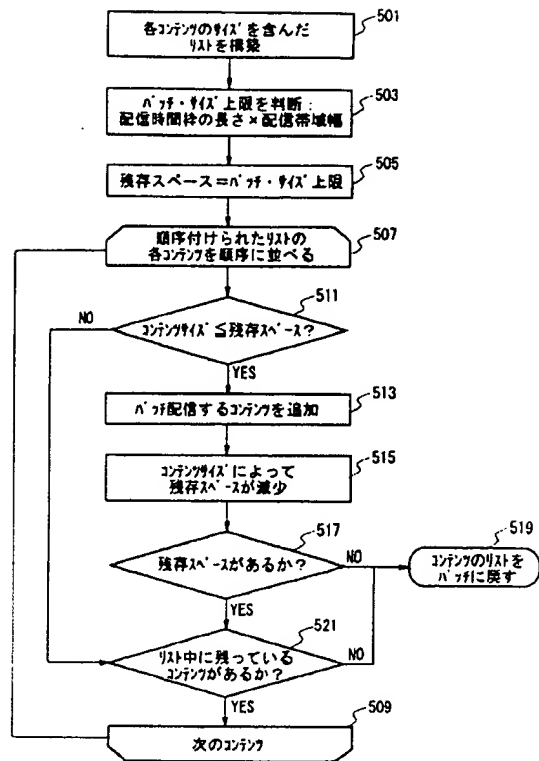 各コンテンツのサイズを含んだ
リストを構築
501
バッチ・サイズ上限を判断:
配信時間枠の長さ×配信帯域幅
503
残存スペース=バッチ・サイズ上限
505
順序付けられたリストの
各コンテンツを順序に並べる
507
コンテンツサイズ≦残存スペース?
511
NO
YES
バッチ配信するコンテンツを追加
513
コンテンツサイズによって
残存スペースが減少
515
残存スペースがあるか?
517
NO
YES
コンテンツのリストを
バッチに戻す
519
リスト中に残っている
コンテンツがあるか?
521
NO
YES
次のコンテンツ
509